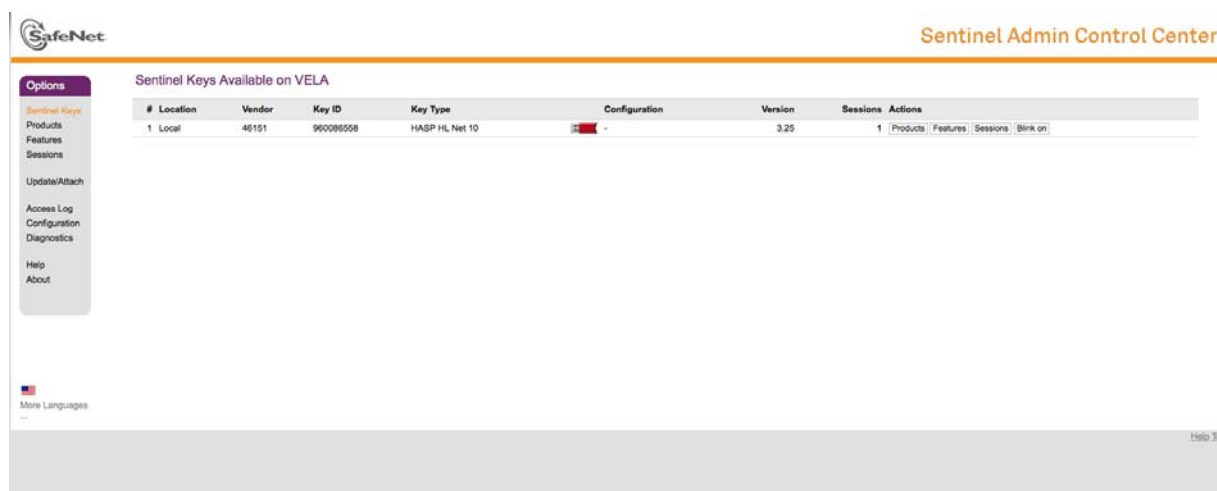 SafeNet
Sentinel Admin Control Center
Options
Sentinel Keys
Products
Features
Sessions
Update/Attach
Access Log
Configuration
Diagnostics
Help
About
More Languages
...
Sentinel Keys Available on VELA
# Location Vendor Key ID Key Type Configuration Version Sessions Actions
1 Local 46151 960086558 HASP HL Net 10 - 3.25 1 Products Features Sessions Blink on
Help